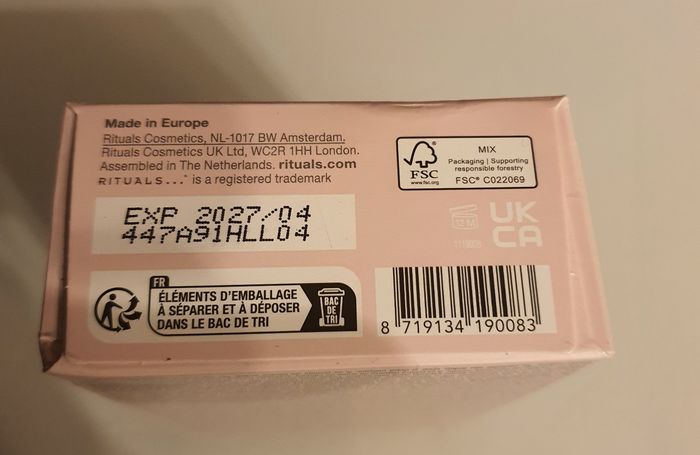 Made in Europe
Rituals Cosmetics, NL-1017 BW Amsterdam.
Rituals Cosmetics UK Ltd, WC2R 1HH London.
Assembled in The Netherlands. rituals.com
RITUALS...® is a registered trademark
FSC
www.fsc.org
MIX
Packaging | Supporting
responsible forestry
FSC® C022069
EXP 2027/04
447A91HLL04
12 M
UK
CA
FR
ÉLÉMENTS D'EMBALLAGE
À SÉPARER ET À DÉPOSER
DANS LE BAC DE TRI
BAC
DE
TRI
8 719134 190083